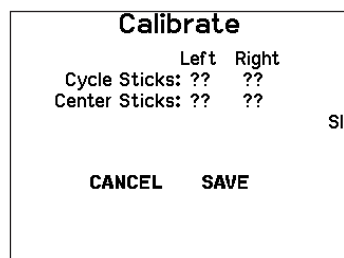 Calibrate
Left Right
Cycle Sticks: ?? ??
Center Sticks: ?? ??
CANCEL SAVE